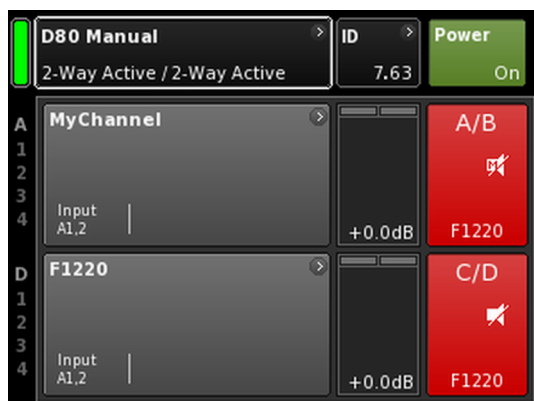 D80 Manual
2-Way Active / 2-Way Active
ID
7.63
Power
On
A
1
2
3
4
MyChannel
Input
A1,2
+0.0dB
A/B
M
F1220
D
1
2
3
4
F1220
Input
A1,2
+0.0dB
C/D
F1220